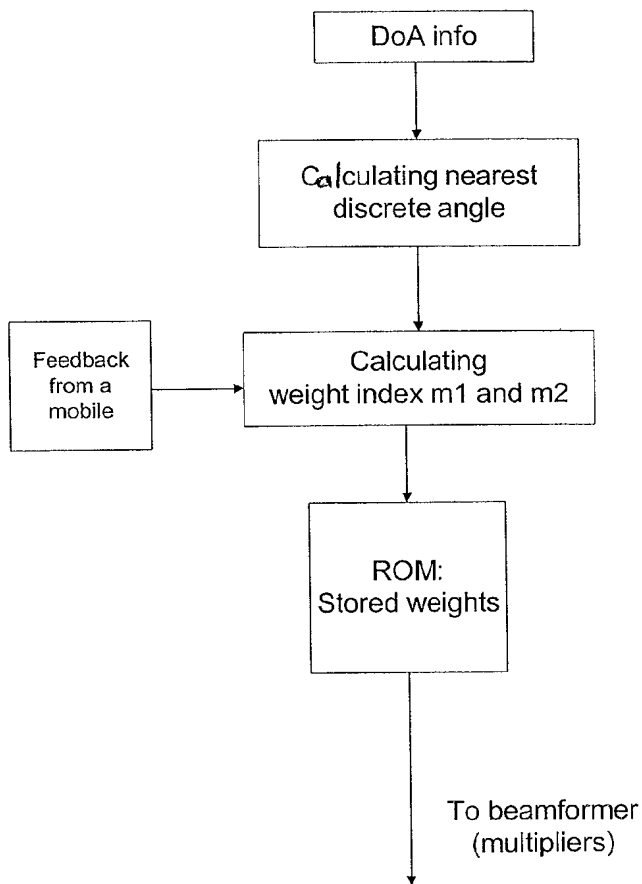 DoA info
Calculating nearest
discrete angle
Feedback
from a
mobile
Calculating
weight index m1 and m2
ROM:
Stored weights
To beamformer
(multipliers)